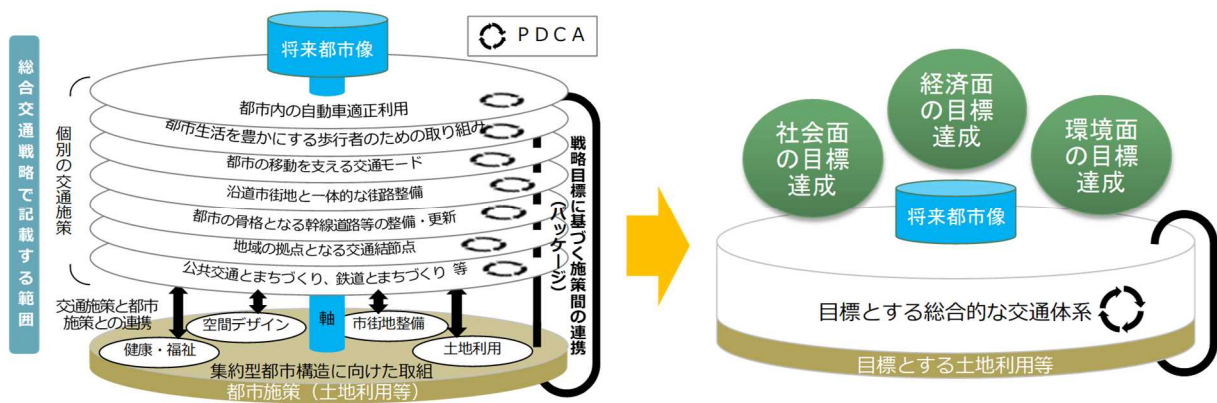 総合交通戦略で記載する範囲
個別の交通施策
将来都市像
PDCA
都市内の自動車適正利用
都市生活を豊かにする歩行者のための取り組み
都市の移動を支える交通モード
沿道市街地と一体的な街路整備
都市の骨格となる幹線道路等の整備・更新
地域の拠点となる交通結節点
公共交通とまちづくり、鉄道とまちづくり 等
戦略目標に基づく施策間の連携
(パッケージ)
交通施策と都市
施策との連携
空間デザイン
軸
市街地整備
健康・福祉
土地利用
集約型都市構造に向けた取組
都市施策(土地利用等)
社会面
の目標
達成
経済面
の目標
達成
環境面
の目標
達成
将来都市像
目標とする総合的な交通体系
目標とする土地利用等